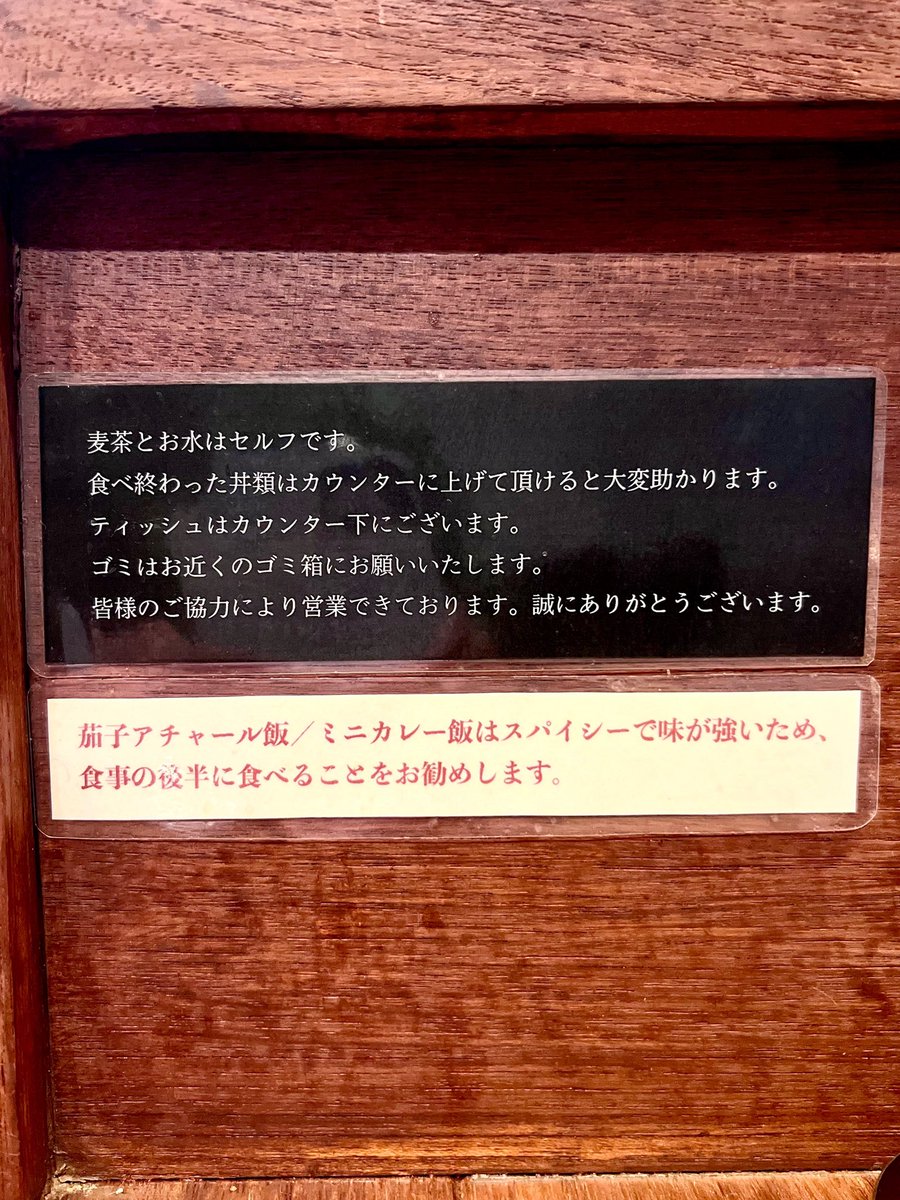 麦茶とお水はセルフです。
食べ終わった丼類はカウンターに上げて頂けると大変助かります。
ティッシュはカウンター下にございます。
ゴミはお近くのゴミ箱にお願いいたします。
皆様のご協力により営業できております。誠にありがとうございます。
茄子アチャール飯／ミニカレー飯はスパイシーで味が強いため、
食事の後半に食べることをお勧めします。